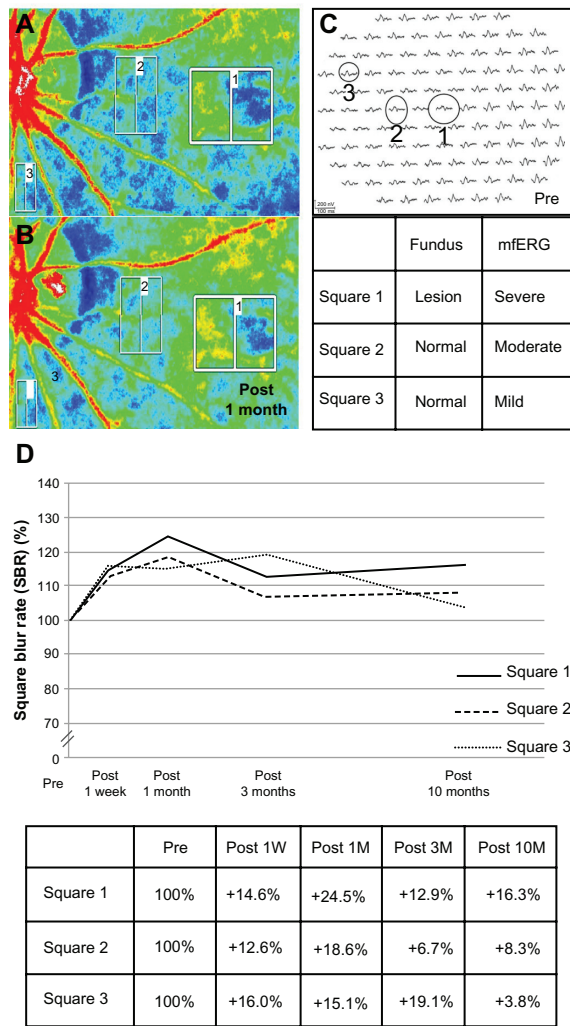 A
2
1
3
B
2
1
3
Post
1 month
C
3
2
1
200 nV
100 ms
Pre
Fundus mfERG
Square 1 Lesion Severe
Square 2 Normal Moderate
Square 3 Normal Mild
D
Square blur rate (SBR) (%)
140
130
120
110
100
90
80
70
0
Square 1
Square 2
Square 3
Pre
Post
1 week
Post
1 month
Post
3 months
Post
10 months
Pre Post 1W Post 1M Post 3M Post 10M
Square 1 100% +14.6% +24.5% +12.9% +16.3%
Square 2 100% +12.6% +18.6% +6.7% +8.3%
Square 3 100% +16.0% +15.1% +19.1% +3.8%